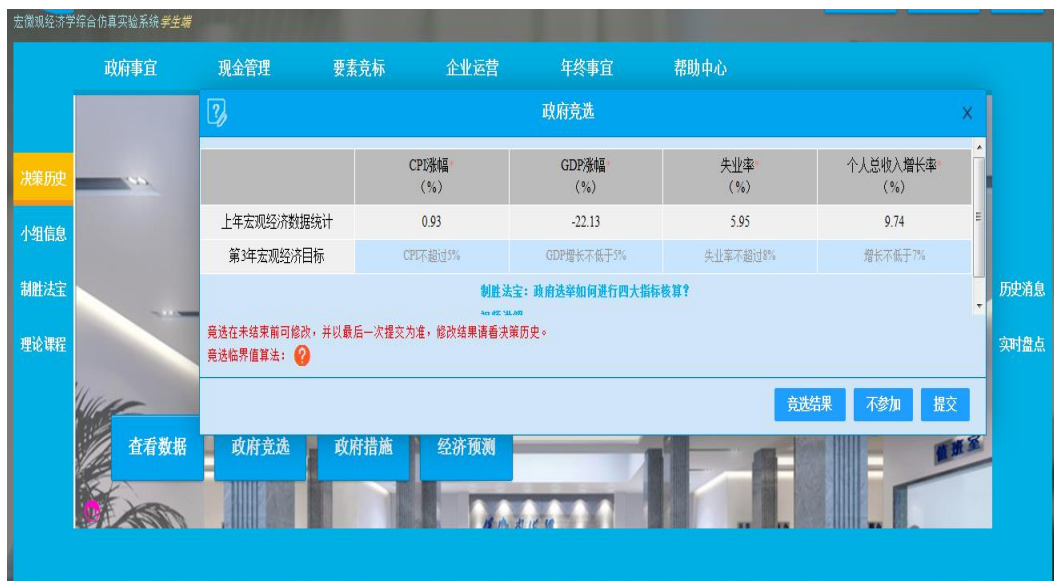 宏微观经济学综合仿真实验系统学生端
政府事宜 现金管理 要素竞标 企业运营 年终事宜 帮助中心
政府竞选 X
决策历史
小组信息
制胜法宝
理论课程
CPI涨幅* GDP涨幅* 失业率* 个人总收入增长率*
(%) (%) (%) (%)
上年宏观经济数据统计 0.93 -22.13 5.95 9.74
第3年宏观经济目标 CPI不超过5% GDP增长不低于5% 失业率不超过8% 增长不低于7%
制胜法宝:政府选举如何进行四大指标核算?
竞选在未结束前可修改,并以最后一次提交为准,修改结果请看决策历史。
竞选临界值算法: ?
竞选结果 不参加 提交
历史消息
实时盘点
查看数据 政府竞选 政府措施 经济预测
值班室